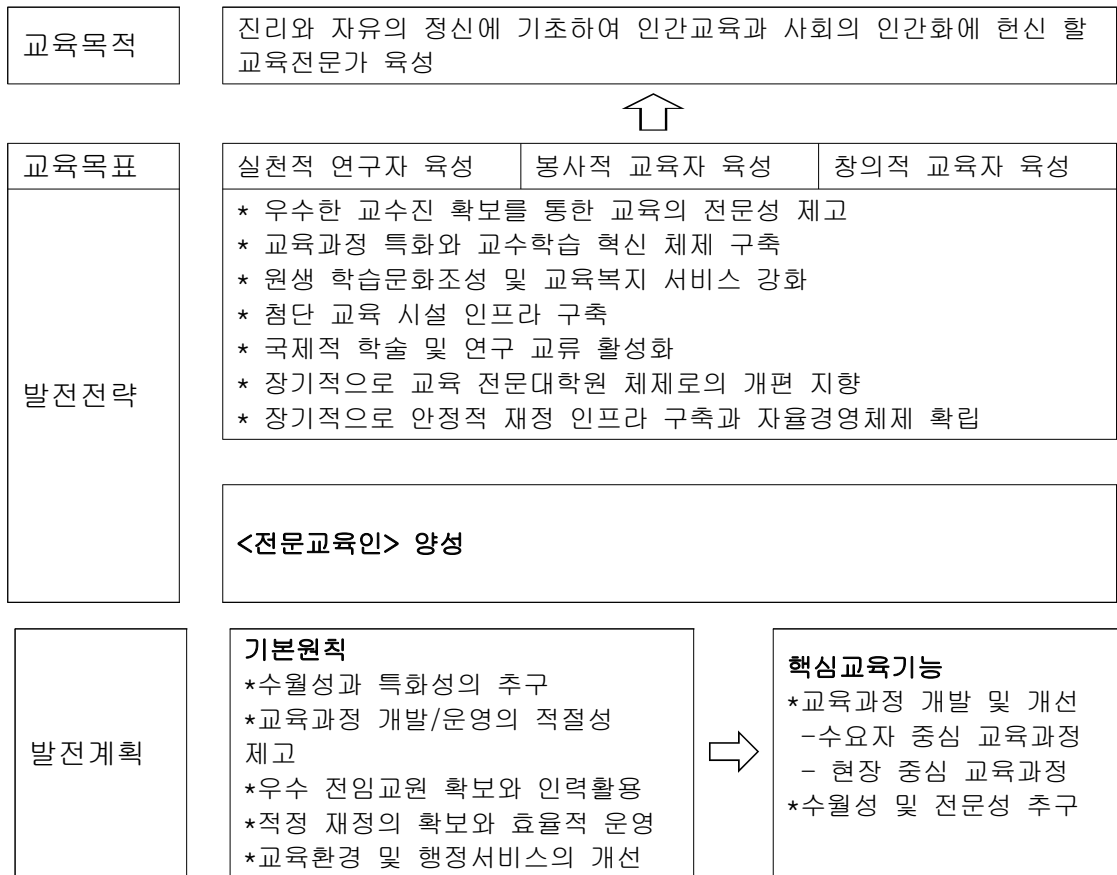 교육목적
진리와 자유의 정신에 기초하여 인간교육과 사회의 인간화에 헌신 할
교육전문가 육성
교육목표
실천적 연구자 육성
봉사적 교육자 육성
창의적 교육자 육성
발전전략
* 우수한 교수진 확보를 통한 교육의 전문성 제고
* 교육과정 특화와 교수학습 혁신 체제 구축
* 원생 학습문화조성 및 교육복지 서비스 강화
* 첨단 교육 시설 인프라 구축
* 국제적 학술 및 연구 교류 활성화
* 장기적으로 교육 전문대학원 체제로의 개편 지향
* 장기적으로 안정적 재정 인프라 구축과 자율경영체제 확립
<전문교육인> 양성
발전계획
기본원칙
*수월성과 특화성의 추구
*교육과정 개발/운영의 적절성
제고
*우수 전임교원 확보와 인력활용
*적정 재정의 확보와 효율적 운영
*교육환경 및 행정서비스의 개선
핵심교육기능
*교육과정 개발 및 개선
-수요자 중심 교육과정
- 현장 중심 교육과정
*수월성 및 전문성 추구